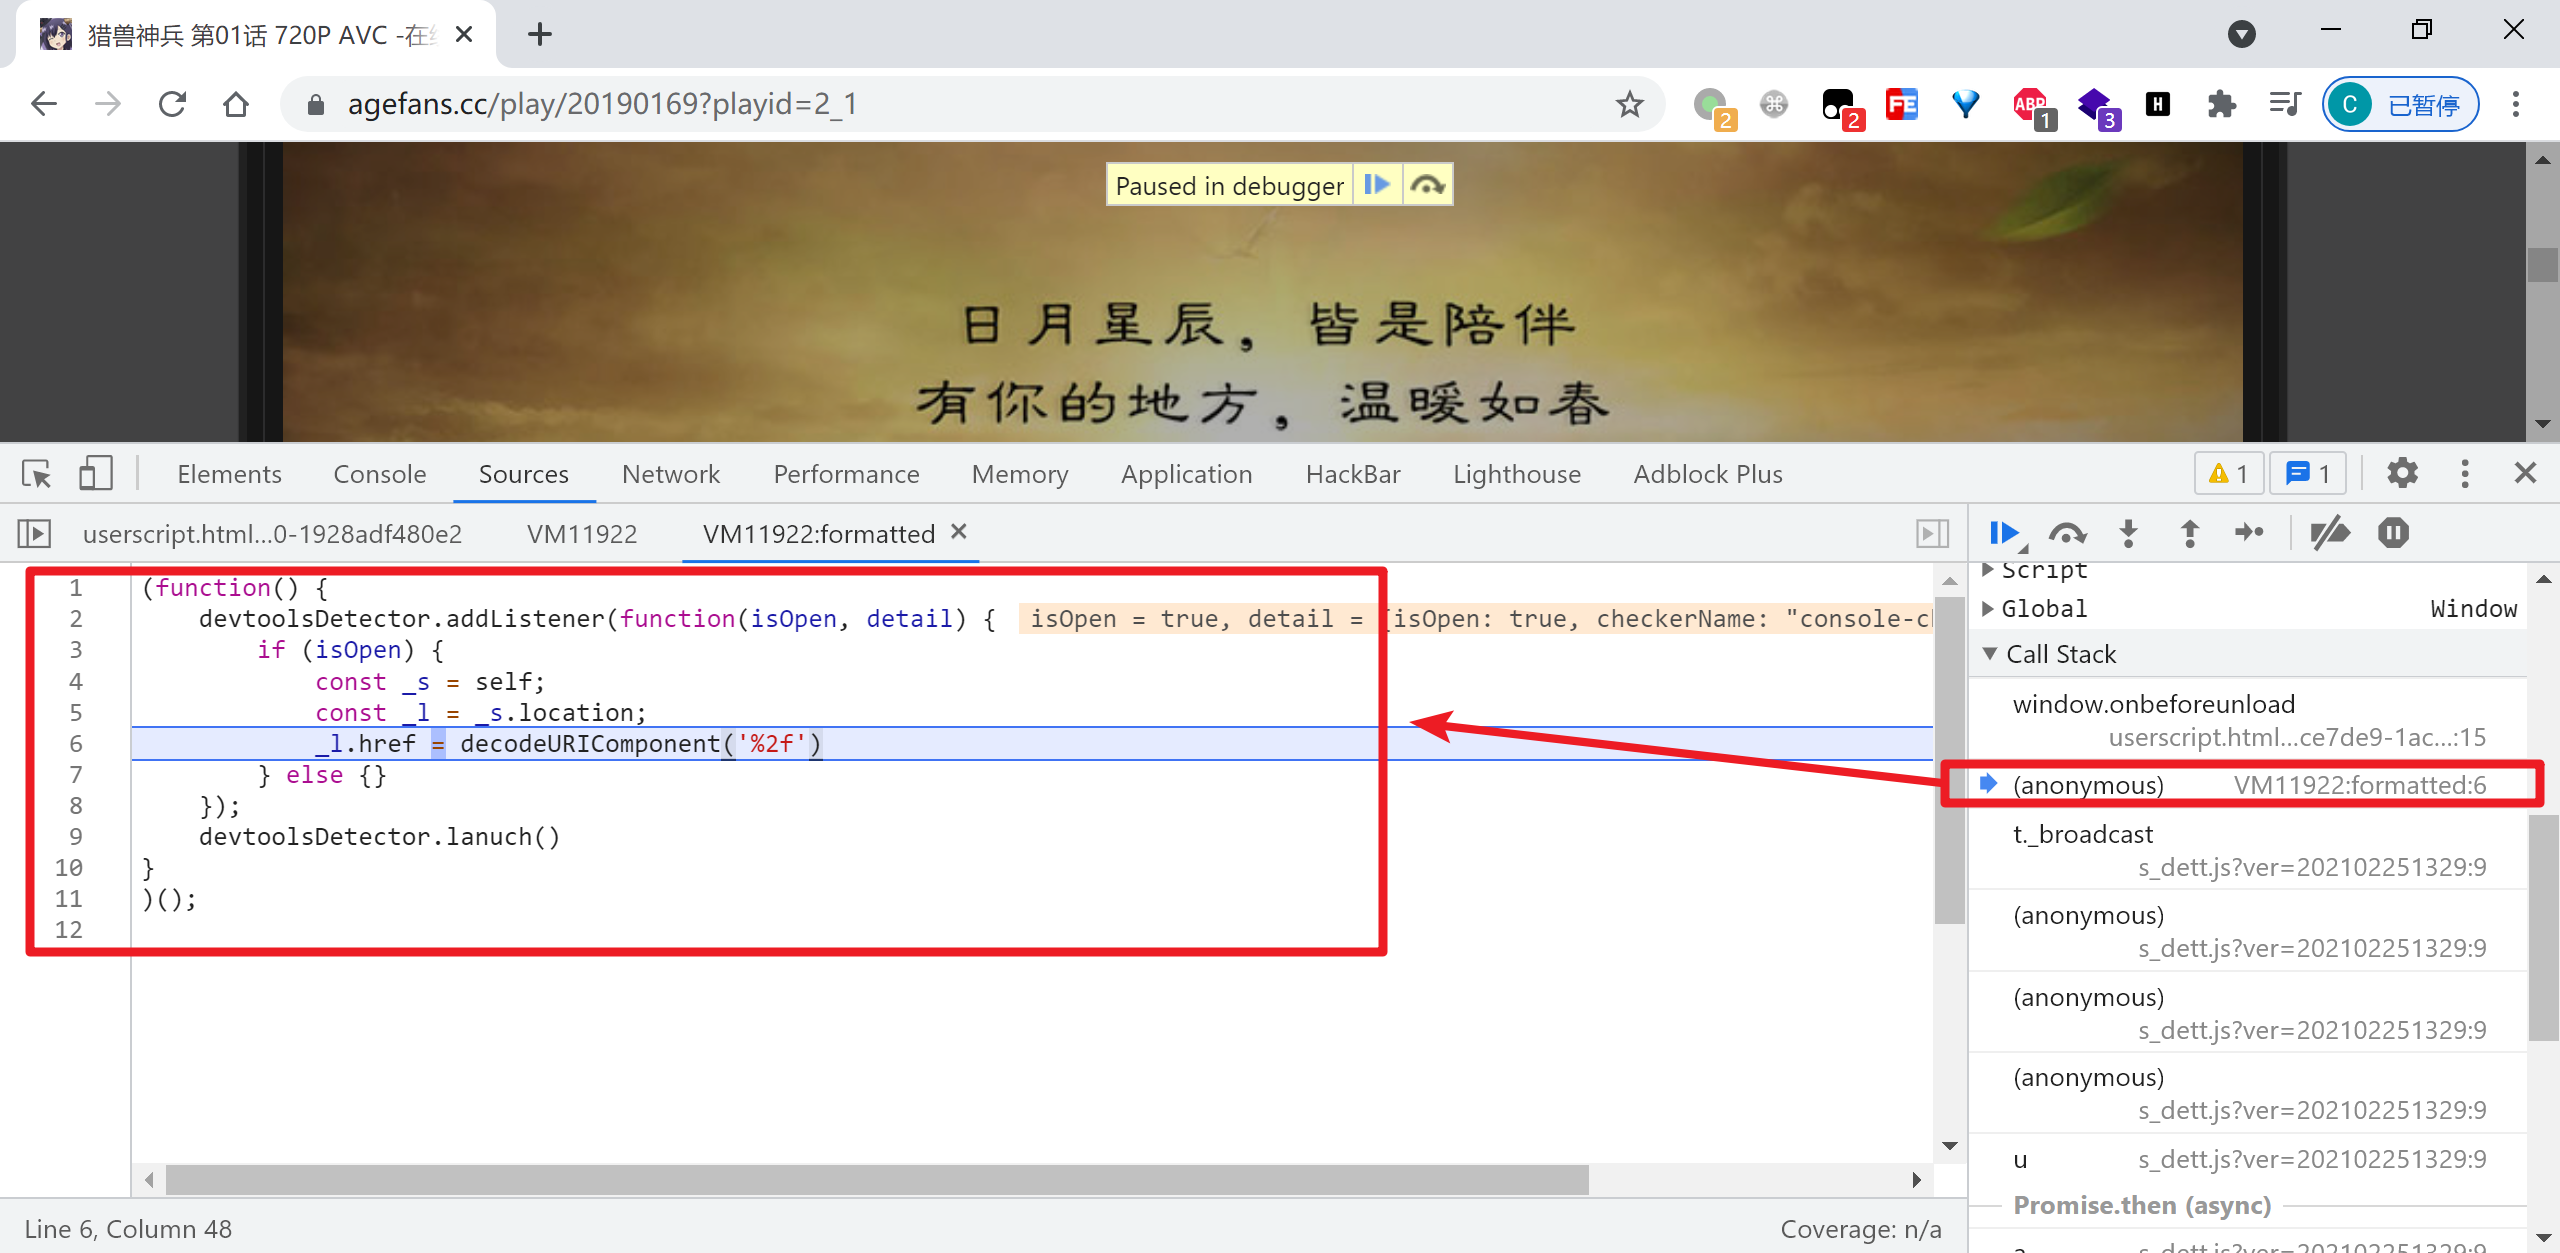 猎兽神兵 第01话 720P AVC -在
agefans.cc/play/20190169?playid=2_1
2
2
FE
ABP
1
3
H
C
已暂停
Paused in debugger
日月星辰，皆是陪伴
有你的地方，温暖如春
Elements Console Sources Network Performance Memory Application HackBar Lighthouse Adblock Plus
1
1
userscript.html...0-1928adf480e2 VM11922 VM11922:formatted
1 (function() {
2 devtoolsDetector.addListener(function(isOpen, detail) { isOpen = true, detail = {isOpen: true, checkerName: "console-c
3 if (isOpen) {
4 const _s = self;
5 const _l = _s.location;
6 _l.href = decodeURIComponent('%2f')
7 } else {}
8 });
9 devtoolsDetector.lanuch()
10 }
11 )();
12
Line 6, Column 48
Coverage: n/a
Script
Global Window
Call Stack
window.onbeforeunload
userscript.html...ce7de9-1ac...:15
(anonymous) VM11922:formatted:6
t._broadcast
s_dett.js?ver=202102251329:9
(anonymous)
s_dett.js?ver=202102251329:9
(anonymous)
s_dett.js?ver=202102251329:9
(anonymous)
s_dett.js?ver=202102251329:9
u s_dett.js?ver=202102251329:9
Promise.then (async)